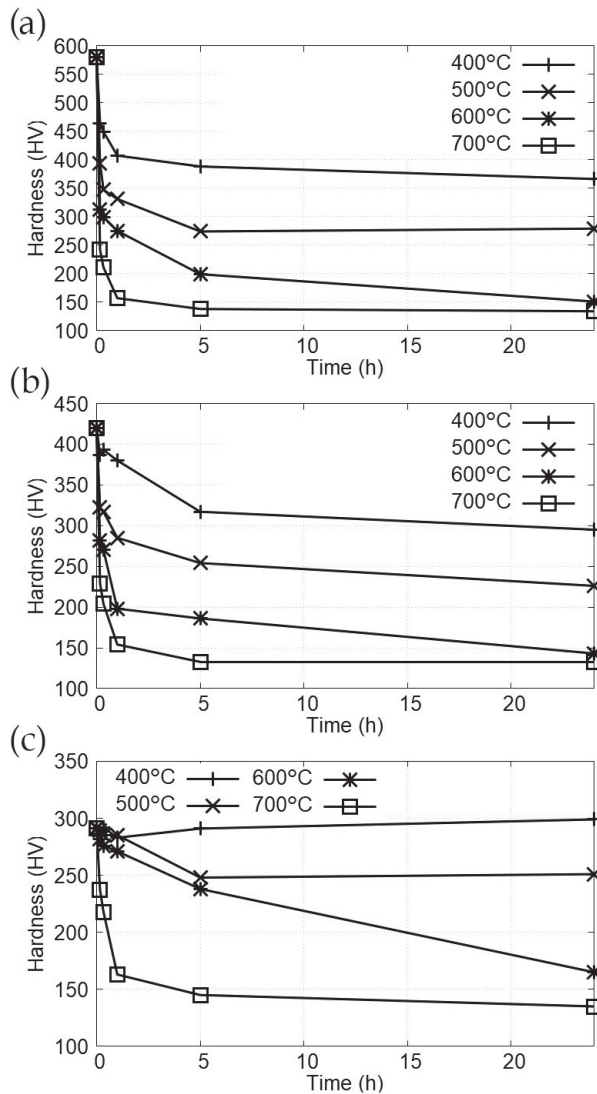 (a)
600
550
500
450
400
350
300
250
200
150
100
Hardness (HV)
400°C
500°C
600°C
700°C
0 5 10 15 20
Time (h)
(b)
450
400
350
300
250
200
150
100
Hardness (HV)
400°C
500°C
600°C
700°C
0 5 10 15 20
Time (h)
(c)
350
300
250
200
150
100
Hardness (HV)
400°C 600°C
500°C 700°C
0 5 10 15 20
Time (h)